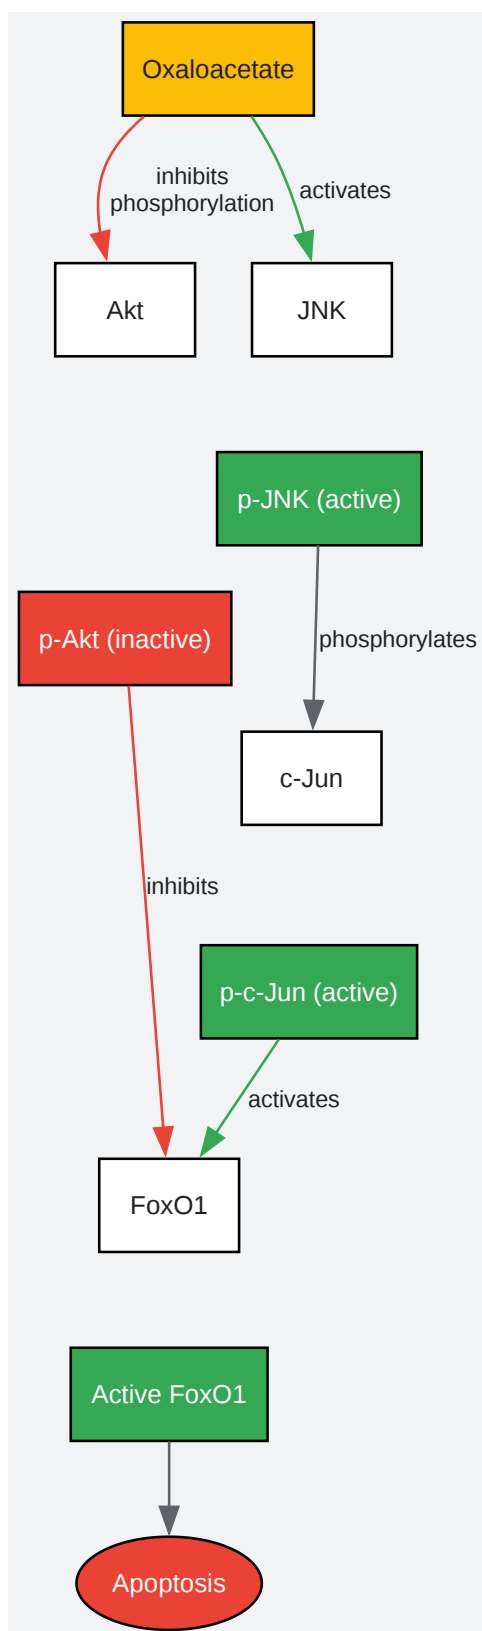 Oxaloacetate
inhibits
phosphorylation
activates
Akt
JNK
p-JNK (active)
p-Akt (inactive)
phosphorylates
c-Jun
inhibits
p-c-Jun (active)
activates
FoxO1
Active FoxO1
Apoptosis